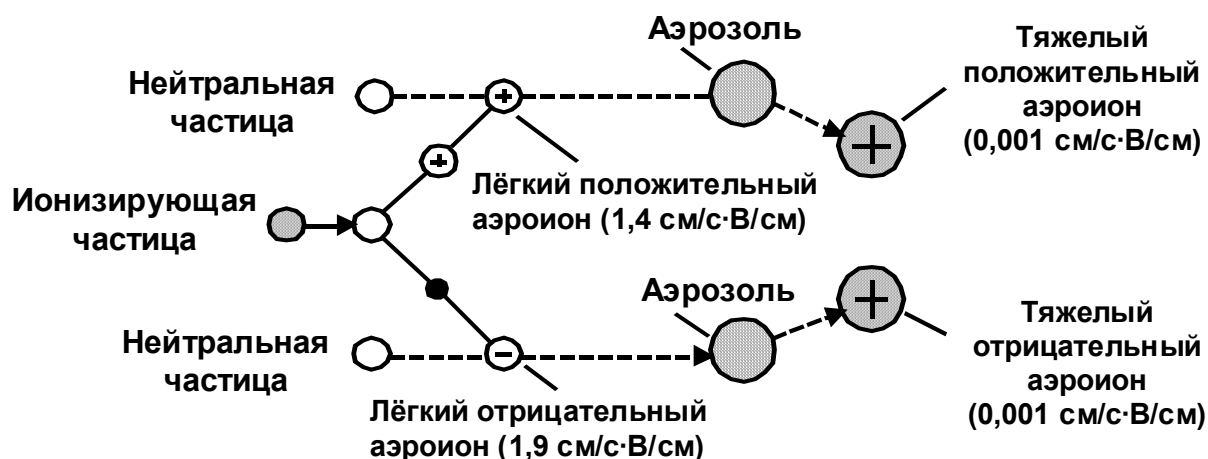 Аэрозоль
Тяжелый
положительный
аэроион
(0,001 см/с·В/см)
Нейтральная
частица
+
+
+
Лёгкий положительный
аэроион (1,4 см/с·В/см)
Ионизирующая
частица
Аэрозоль
+
Тяжелый
отрицательный
аэроион
(0,001 см/с·В/см)
Нейтральная
частица
-
Лёгкий отрицательный
аэроион (1,9 см/с·В/см)